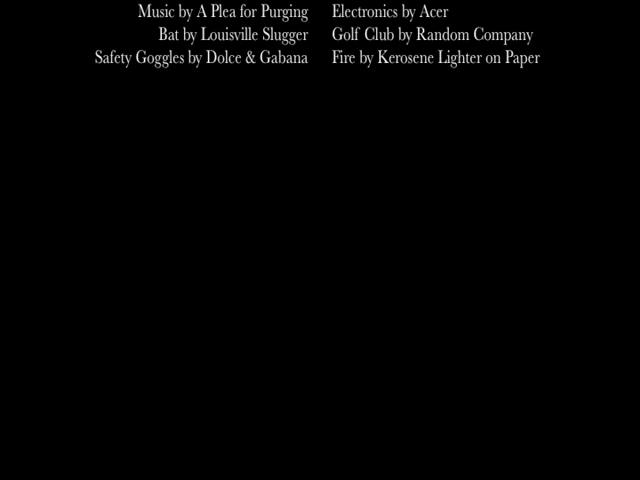 Music by A Plea for Purging Electronics by Acer
Bat by Louisville Slugger Golf Club by Random Company
Safety Goggles by Dolce & Gabana Fire by Kerosene Lighter on Paper